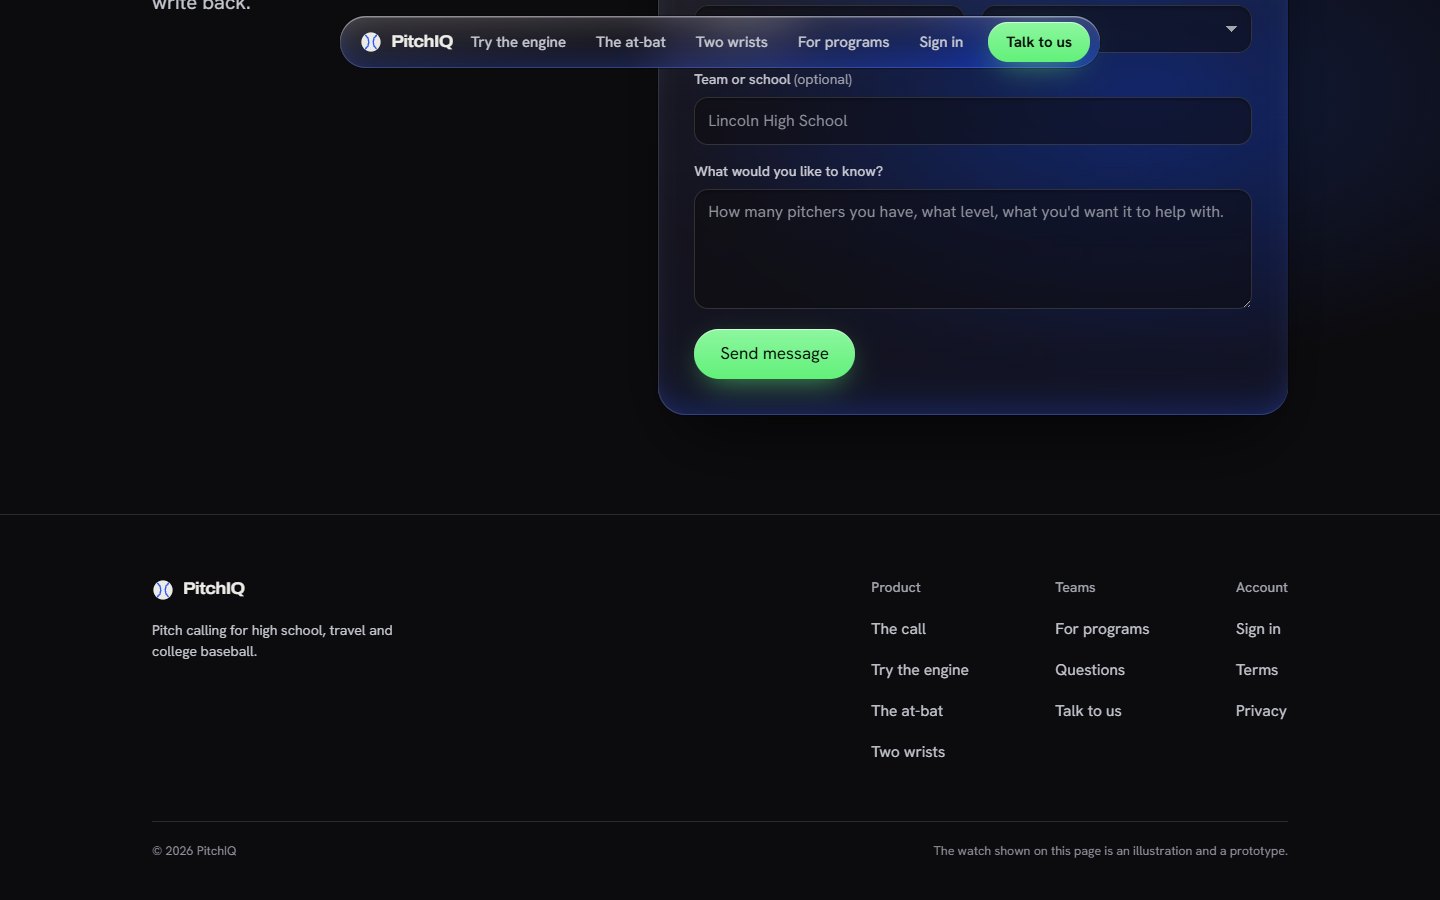 write back.
PitchIQ Try the engine The at-bat Two wrists For programs Sign in Talk to us
Team or school (optional)
Lincoln High School
What would you like to know?
How many pitchers you have, what level, what you'd want it to help with.
Send message
PitchIQ
Pitch calling for high school, travel and
college baseball.
Product
The call
Try the engine
The at-bat
Two wrists
Teams
For programs
Questions
Talk to us
Account
Sign in
Terms
Privacy
© 2026 PitchIQ
The watch shown on this page is an illustration and a prototype.